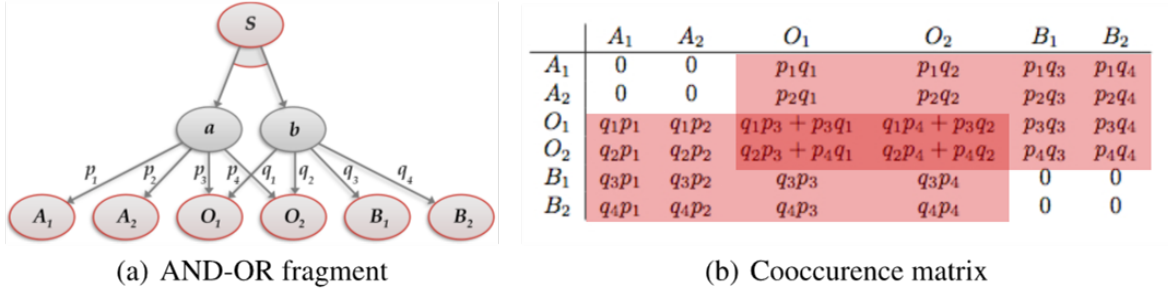 S
a b
p₁ p₂ p₃ p₄ q₁ q₂ q₃ q₄
A₁ A₂ O₁ O₂ B₁ B₂
(a) AND-OR fragment
A₁ A₂ O₁ O₂ B₁ B₂
A₁ 0 0 p₁q₁ p₁q₂ p₁q₃ p₁q₄
A₂ 0 0 p₂q₁ p₂q₂ p₂q₃ p₂q₄
O₁ q₁p₁ q₁p₂ q₁p₃ + p₃q₁ q₁p₄ + p₃q₂ p₃q₃ p₃q₄
O₂ q₂p₁ q₂p₂ q₂p₃ + p₄q₁ q₂p₄ + p₄q₂ p₄q₃ p₄q₄
B₁ q₃p₁ q₃p₂ q₃p₃ q₃p₄ 0 0
B₂ q₄p₁ q₄p₂ q₄p₃ q₄p₄ 0 0
(b) Cooccurence matrix